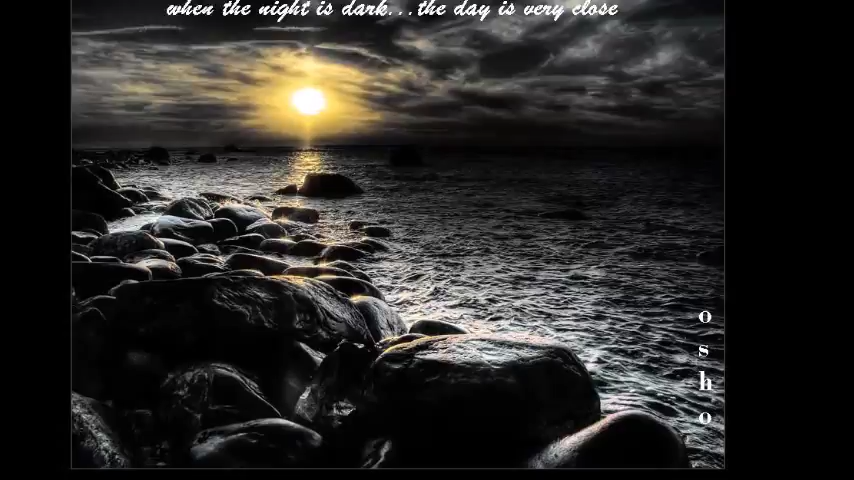 when the night is dark...the day is very close
osho